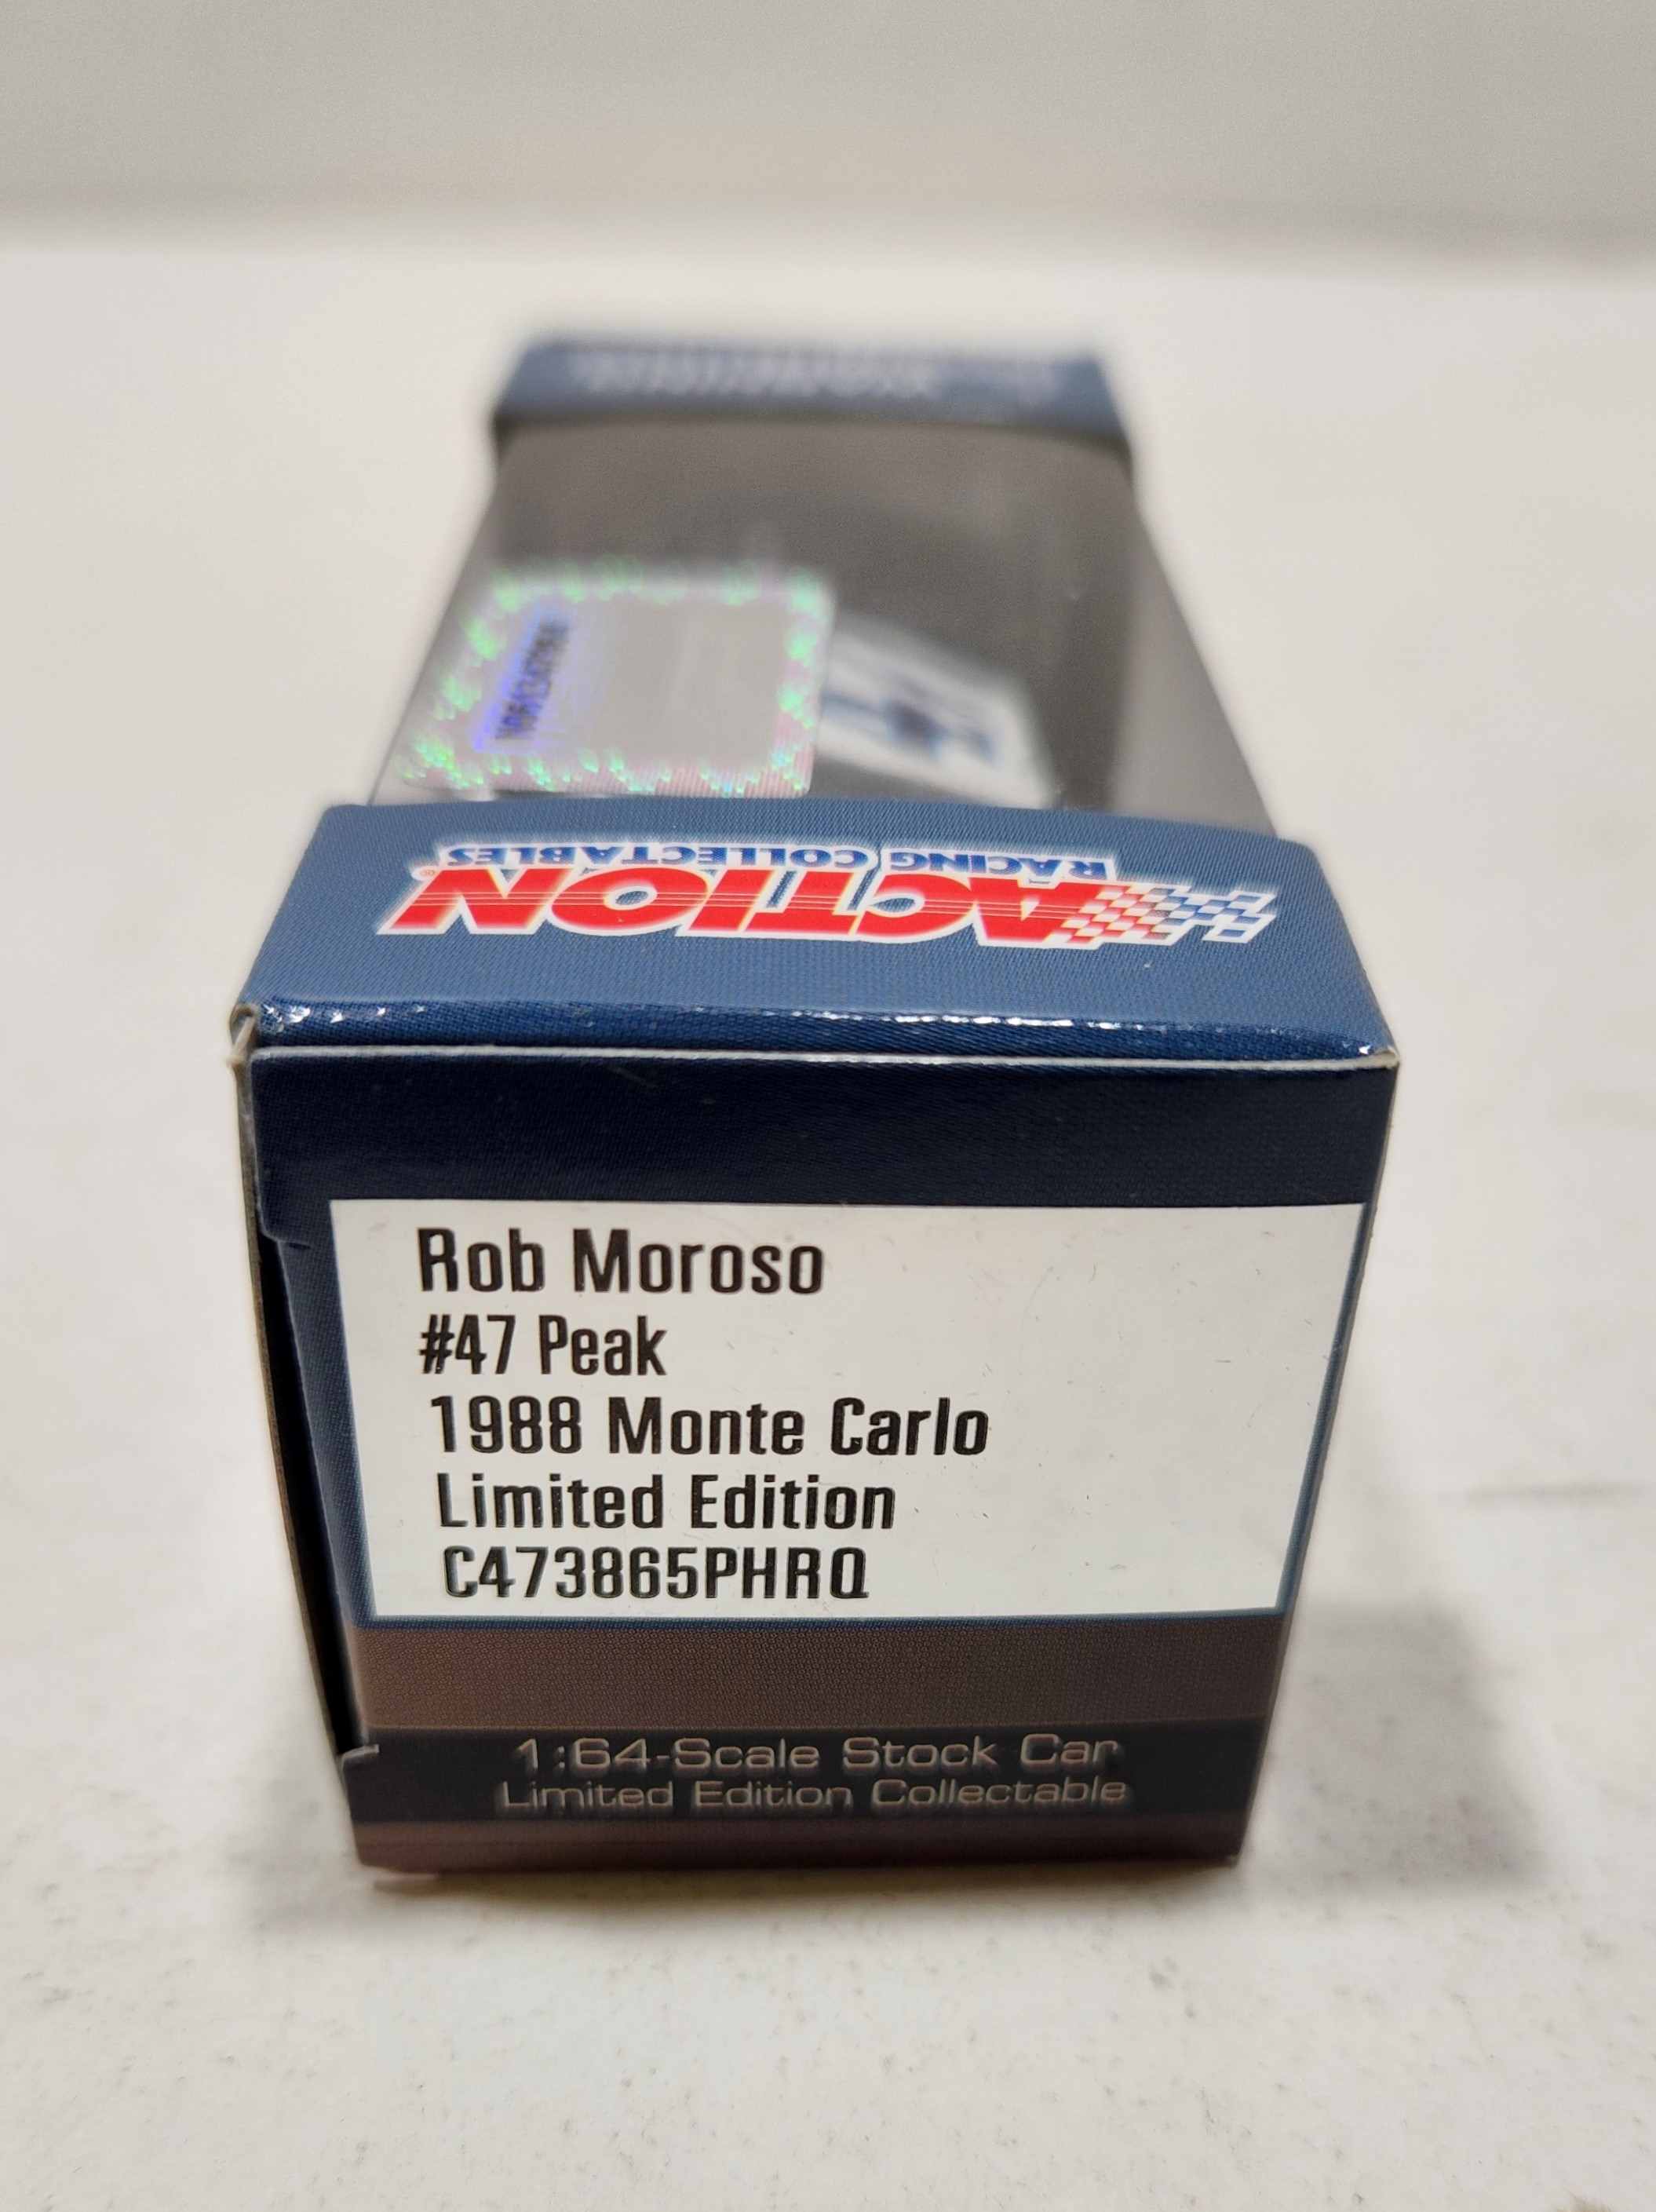 ACTION®
RACING COLLECTABLES
Rob Moroso
#47 Peak
1988 Monte Carlo
Limited Edition
C473865PHRQ
1:64-Scale Stock Car
Limited Edition Collectable